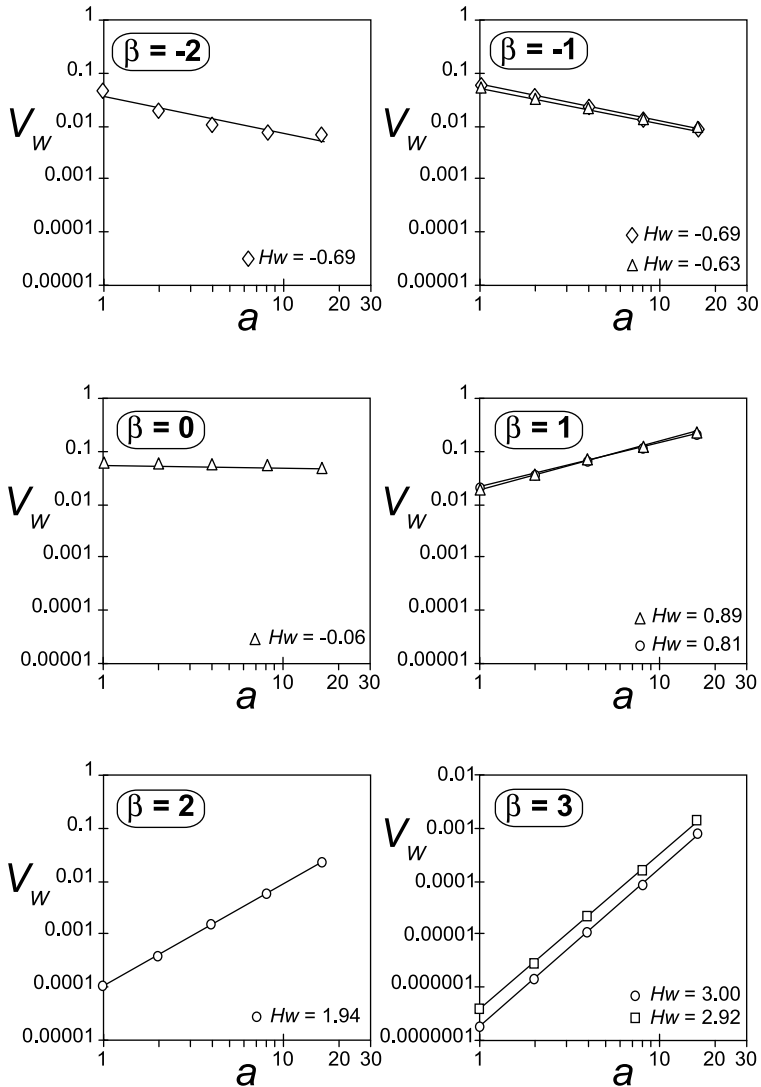 β = -2
1
0.1
V_w
0.01
0.001
0.0001
0.00001
Hw = -0.69
1 10 20 30
a
β = -1
1
0.1
V_w
0.01
0.001
0.0001
0.00001
Hw = -0.69
Hw = -0.63
1 10 20 30
a
β = 0
1
0.1
V_w
0.01
0.001
0.0001
0.00001
Hw = -0.06
1 10 20 30
a
β = 1
1
0.1
V_w
0.01
0.001
0.0001
0.00001
Hw = 0.89
Hw = 0.81
1 10 20 30
a
β = 2
1
0.1
V_w
0.01
0.001
0.0001
0.00001
Hw = 1.94
1 10 20 30
a
β = 3
0.01
0.001
V_w
0.0001
0.00001
0.000001
0.0000001
Hw = 3.00
Hw = 2.92
1 10 20 30
a